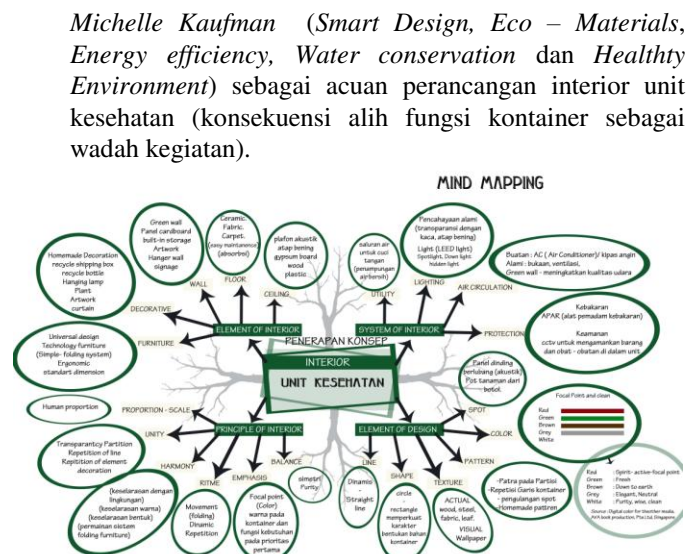 Michelle Kaufman (Smart Design, Eco – Materials,
Energy efficiency, Water conservation dan Healthty
Environment) sebagai acuan perancangan interior unit
kesehatan (konsekuensi alih fungsi kontainer sebagai
wadah kegiatan).
MIND MAPPING
Green wall
Panel cardboard
built-in storage
Artwork
Hanger wall
signage
Ceramic.
Fabric.
Carpet.
(easy maintanence)
(absorbsi)
plafon akustik
atap bening
gypsum board
wood
plastic
saluran air
untuk cuci
tangan
(penampungan
airbersih)
Pencahayaan alami
(transparansi dengan
kaca, atap bening)
Light (LEED light)
Spotlight, Down light
hidden light
Buatan : AC ( Air Conditioner)/ kipas angin
Alami : bukaan, ventilasi,
Green wall - meningkatkan kualitas udara
Homemade Decoration
recycle shipping box
recycle bottle
Hanging lamp
Plant
Artwork
curtain
WALL
FLOOR
CEILING
UTILITY
LIGHTING
AIR CIRCULATION
DECORATIVE
FURNITURE
ELEMENT OF INTERIOR
SYSTEM OF INTERIOR
PROTECTION
Kebakaran
APAR (alat pemadam kebakaran)
Keamanan
cctv untuk mengamankan barang
dan obat - obatan di dalam unit
Universal design
Technology furniture
(Simple- folding system)
Ergonomic
standart dimension
PENERAPAN KONSEP
INTERIOR
UNIT KESEHATAN
Panel dinding
berlubang (akustik)
Pot tanaman dari
botol.
Human proportion
PROPORTION - SCALE
UNITY
HARMONY
RITME
EMPHASIS
BALANCE
PRINCIPLE OF INTERIOR
ELEMENT OF DESIGN
LINE
SHAPE
TEXTURE
PATTERN
COLOR
SPOT
Focal Point and clean
Red
Green
Brown
Grey
White
Transparantcy Partition
Repetition of line
Repitition of element
decoration
(keselarasan dengan
lingkungan)
(keselarasan warna)
(keselarasan bentuk)
(permainan sistem
folding furniture)
Movement
(folding)
Dinamic
Repetition
Focal point
(Color)
warna pada
kontainer dan
fungsi kebutuhan
pada prioritas
pertama
simetri
Purity
Dinamis
-
Straight
line
circle
-
rectangle
memperkuat
karakter
bentukan bahan
kontainer
ACTUAL
wood, steel,
fabric, leaf.
VISUAL
Wallpaper
-Patra pada Partisi
-Repetisi Garis kontainer
- pengulangan spot
-Homemade pattren
Red : Spirit- active-focal point
Green : Fresh
Brown : Down to earth
Grey : Elegant, Neutral
White : Purity, wise, clean